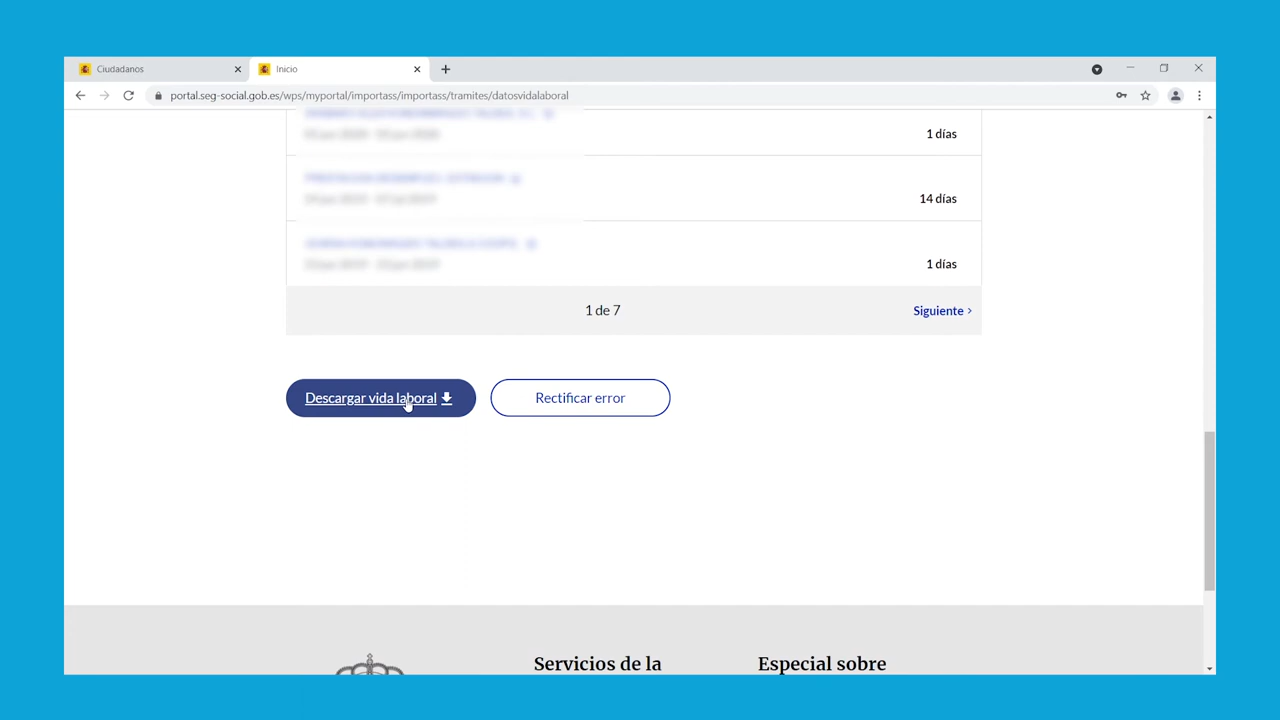 Ciudadanos
Inicio
portal.seg-social.gob.es/wps/myportal/importass/importass/tramites/datosvidalaboral
1 días
14 días
1 días
1 de 7
Siguiente
Descargar vida laboral
Rectificar error
Servicios de la
Especial sobre